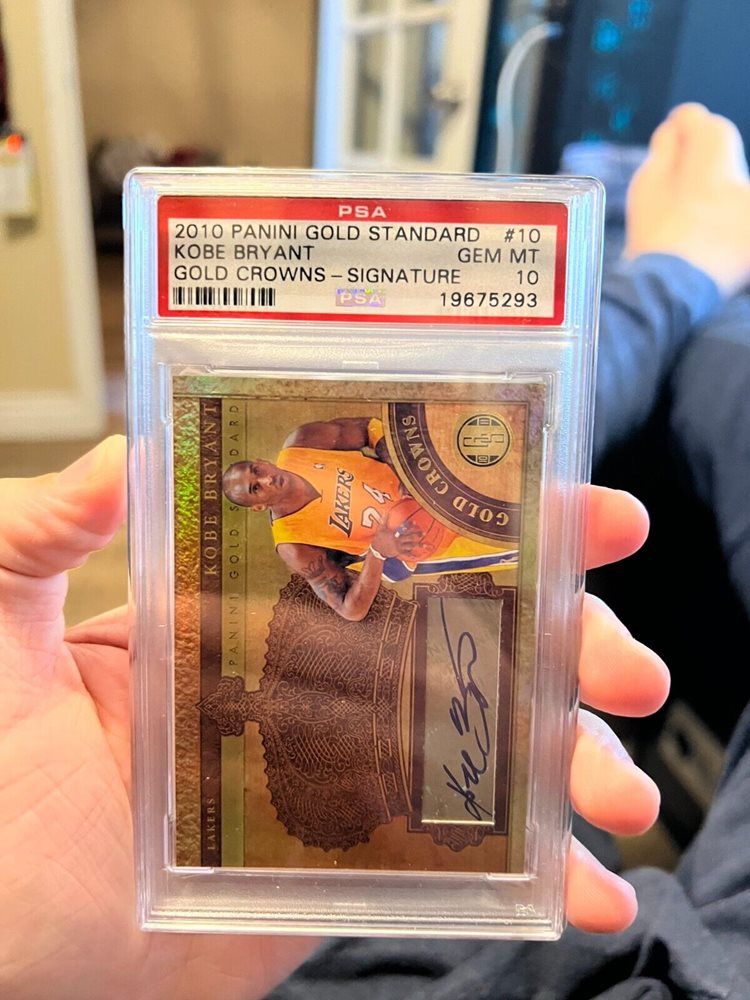 PSA
2010 PANINI GOLD STANDARD #10
KOBE BRYANT GEM MT
GOLD CROWNS - SIGNATURE 10
PSA 19675293
KOBE BRYANT
PANINI GOLD STANDARD
LAKERS
LAKERS
24
GOLD CROWNS
GS